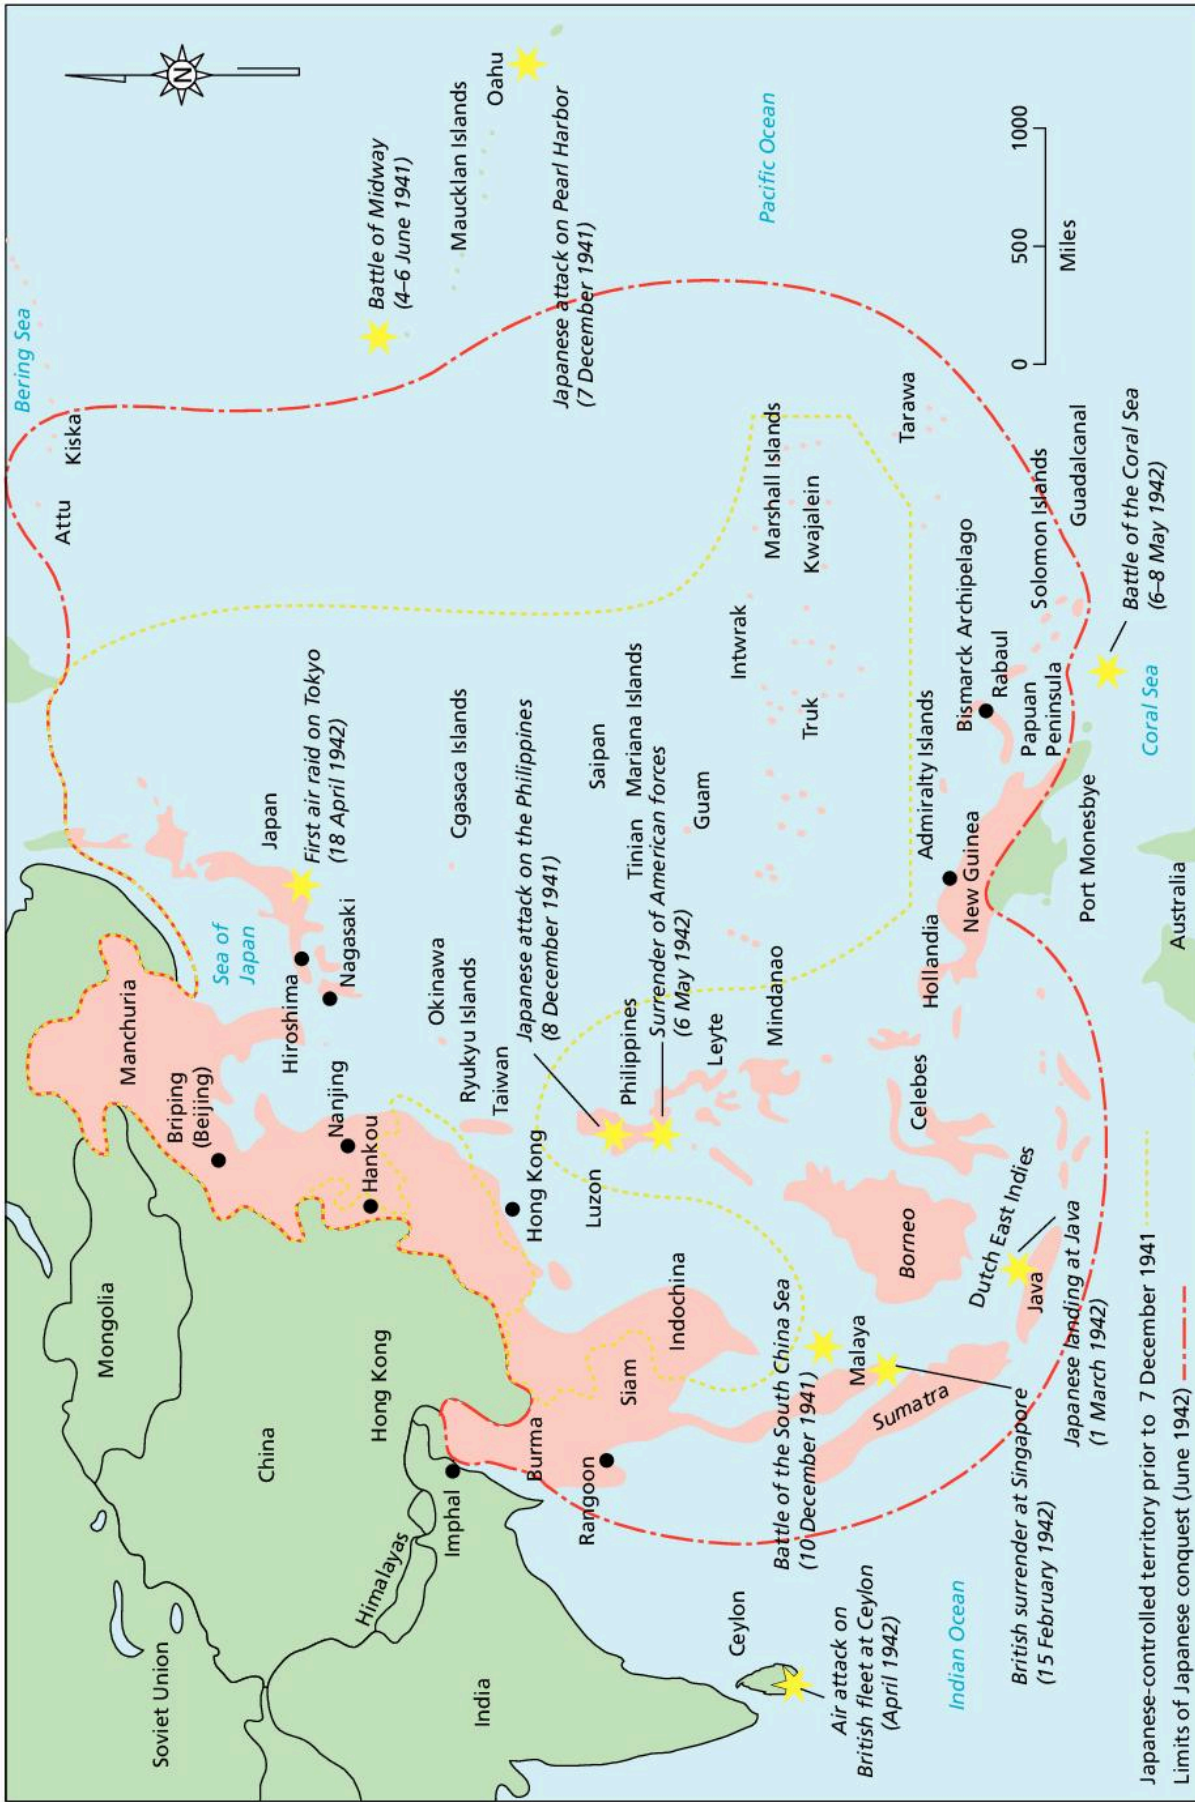 Bering Sea
Attu
Kiska
Battle of Midway
(4–6 June 1941)
Maucklan Islands
Oahu
Japanese attack on Pearl Harbor
(7 December 1941)
Pacific Ocean
N
Soviet Union
Mongolia
China
Manchuria
Briping
(Beijing)
Sea of
Japan
Japan
First air raid on Tokyo
(18 April 1942)
Hiroshima
Nagasaki
Nanjing
Hankou
Hong Kong
Himalayas
Imphal
India
Burma
Rangoon
Siam
Indochina
Hong Kong
Okinawa
Ryukyu Islands
Taiwan
Cgasaca Islands
Japanese attack on the Philippines
(8 December 1941)
Luzon
Philippines
Surrender of American forces
(6 May 1942)
Leyte
Mindanao
Saipan
Tinian
Mariana Islands
Guam
Intwrak
Truk
Marshall Islands
Kwajalein
Tarawa
Ceylon
Air attack on
British fleet at Ceylon
(April 1942)
Indian Ocean
Battle of the South China Sea
(10 December 1941)
Malaya
Sumatra
British surrender at Singapore
(15 February 1942)
Borneo
Celebes
Dutch East Indies
Java
Japanese landing at Java
(1 March 1942)
Hollandia
New Guinea
Admiralty Islands
Bismarck Archipelago
Rabaul
Papuan
Peninsula
Solomon Islands
Guadalcanal
Port Monesbye
Australia
Coral Sea
Battle of the Coral Sea
(6–8 May 1942)
0 500 1000
Miles
Japanese-controlled territory prior to 7 December 1941
Limits of Japanese conquest (June 1942)